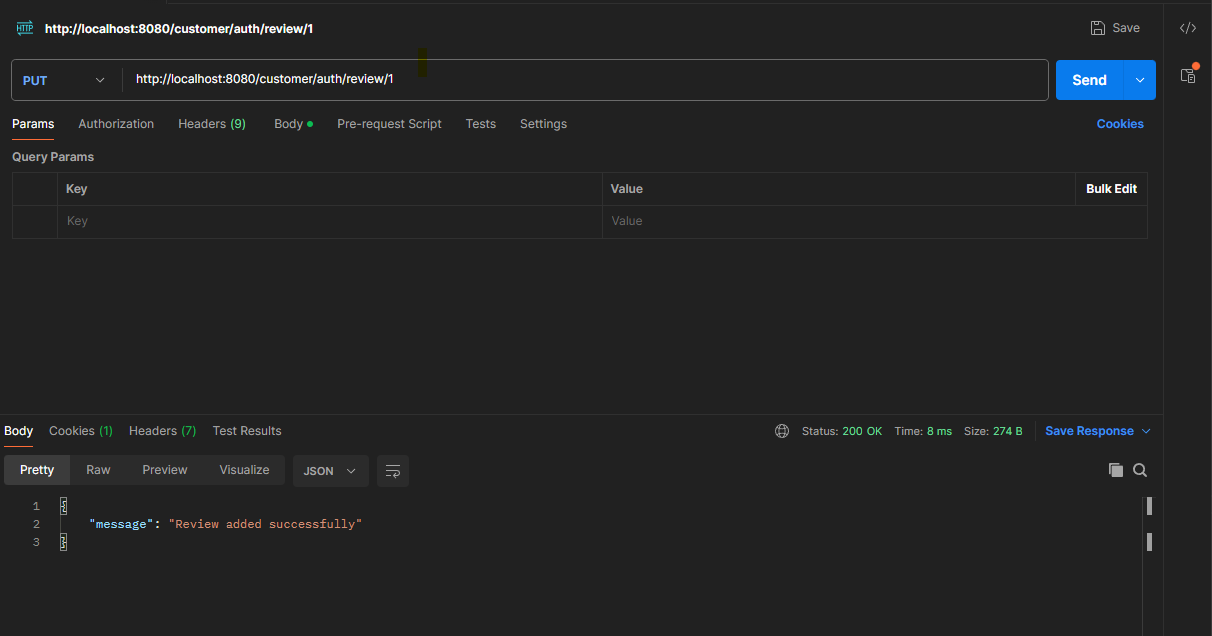 HTTP http://localhost:8080/customer/auth/review/1 Save
PUT http://localhost:8080/customer/auth/review/1 Send
Params Authorization Headers (9) Body Pre-request Script Tests Settings Cookies
Query Params
Key Value Bulk Edit
Key Value
Body Cookies (1) Headers (7) Test Results Status: 200 OK Time: 8 ms Size: 274 B Save Response
Pretty Raw Preview Visualize JSON
1 {
2 "message": "Review added successfully"
3 }